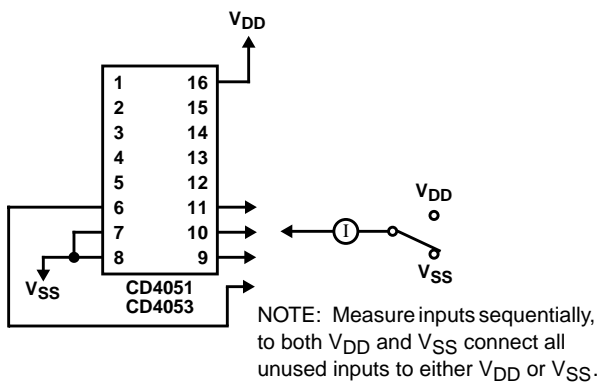 VDD
1 16
2 15
3 14
4 13
5 12
6 11
7 10
8 9
VSS
CD4051
CD4053
I
VDD
VSS
NOTE: Measure inputs sequentially,
to both VDD and VSS connect all
unused inputs to either VDD or VSS.